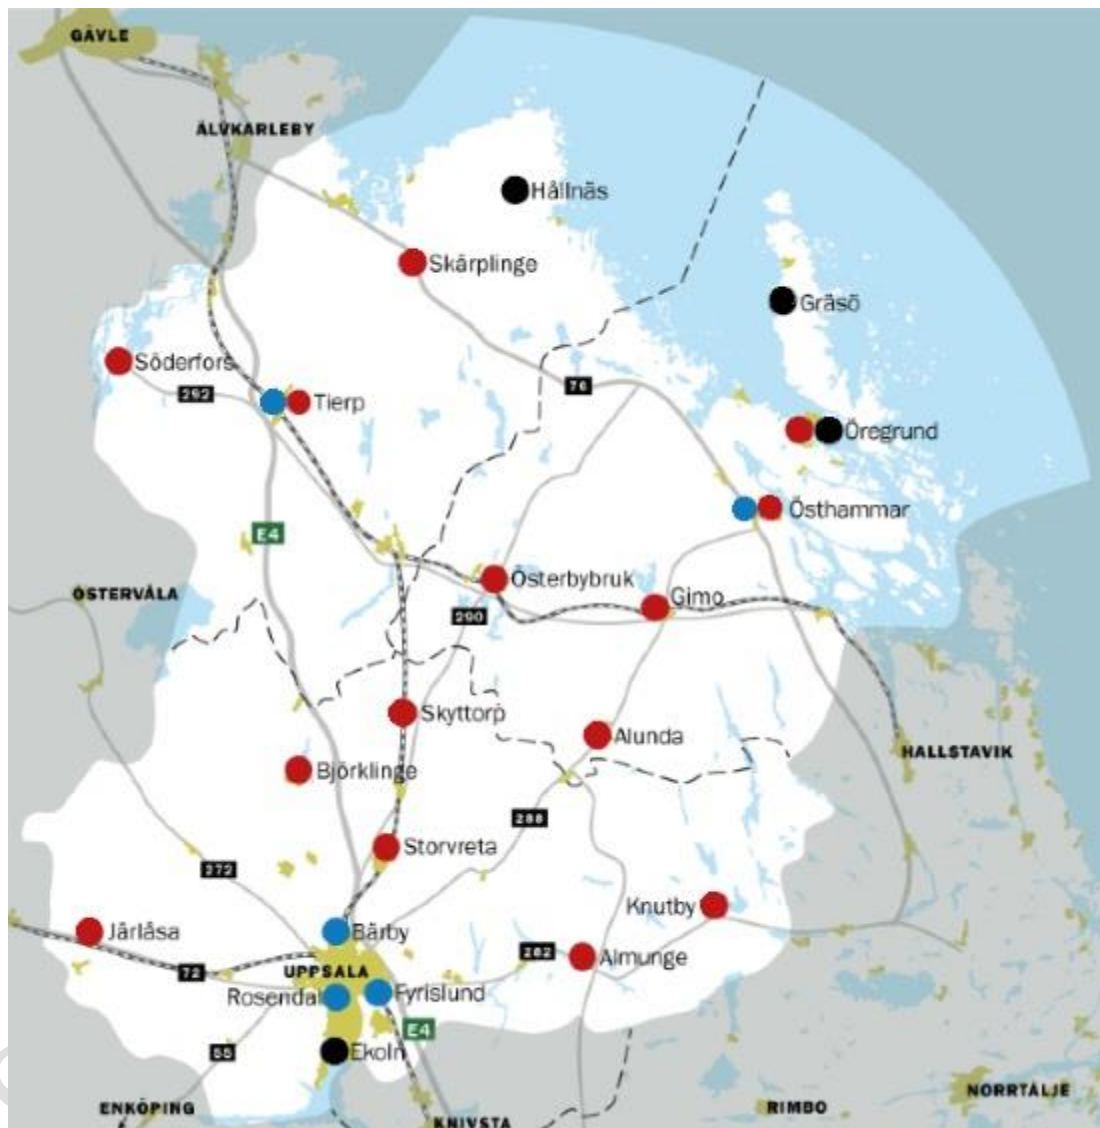 GÄVLE
ÄLVKARLEBY
Hållnäs
Skärplinge
Gräsö
Söderfors
76
292
Tierp
Öregrund
Östhammar
E4
Österbybruk
ÖSTERVÅLA
Gimo
290
Skyttorp
Alunda
HALLSTAVIK
Björklinge
288
Storvreta
272
Knutby
Järlåsa
Bärby
282
Almunge
72
UPPSALA
Rosendal
Fyrislund
E4
55
Ekoln
NORRTÄLJE
ENKÖPING
RIMBO
KNIVSTA